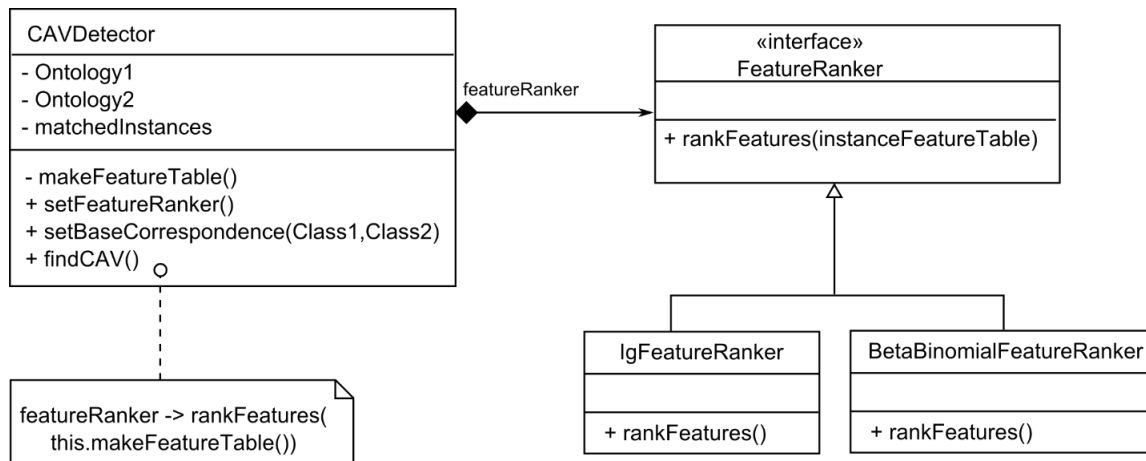 CAVDetector
- Ontology1
- Ontology2
- matchedInstances
- makeFeatureTable()
+ setFeatureRanker()
+ setBaseCorrespondence(Class1,Class2)
+ findCAV()
featureRanker
«interface»
FeatureRanker
+ rankFeatures(instanceFeatureTable)
IgFeatureRanker
+ rankFeatures()
BetaBinomialFeatureRanker
+ rankFeatures()
featureRanker -> rankFeatures(
this.makeFeatureTable())